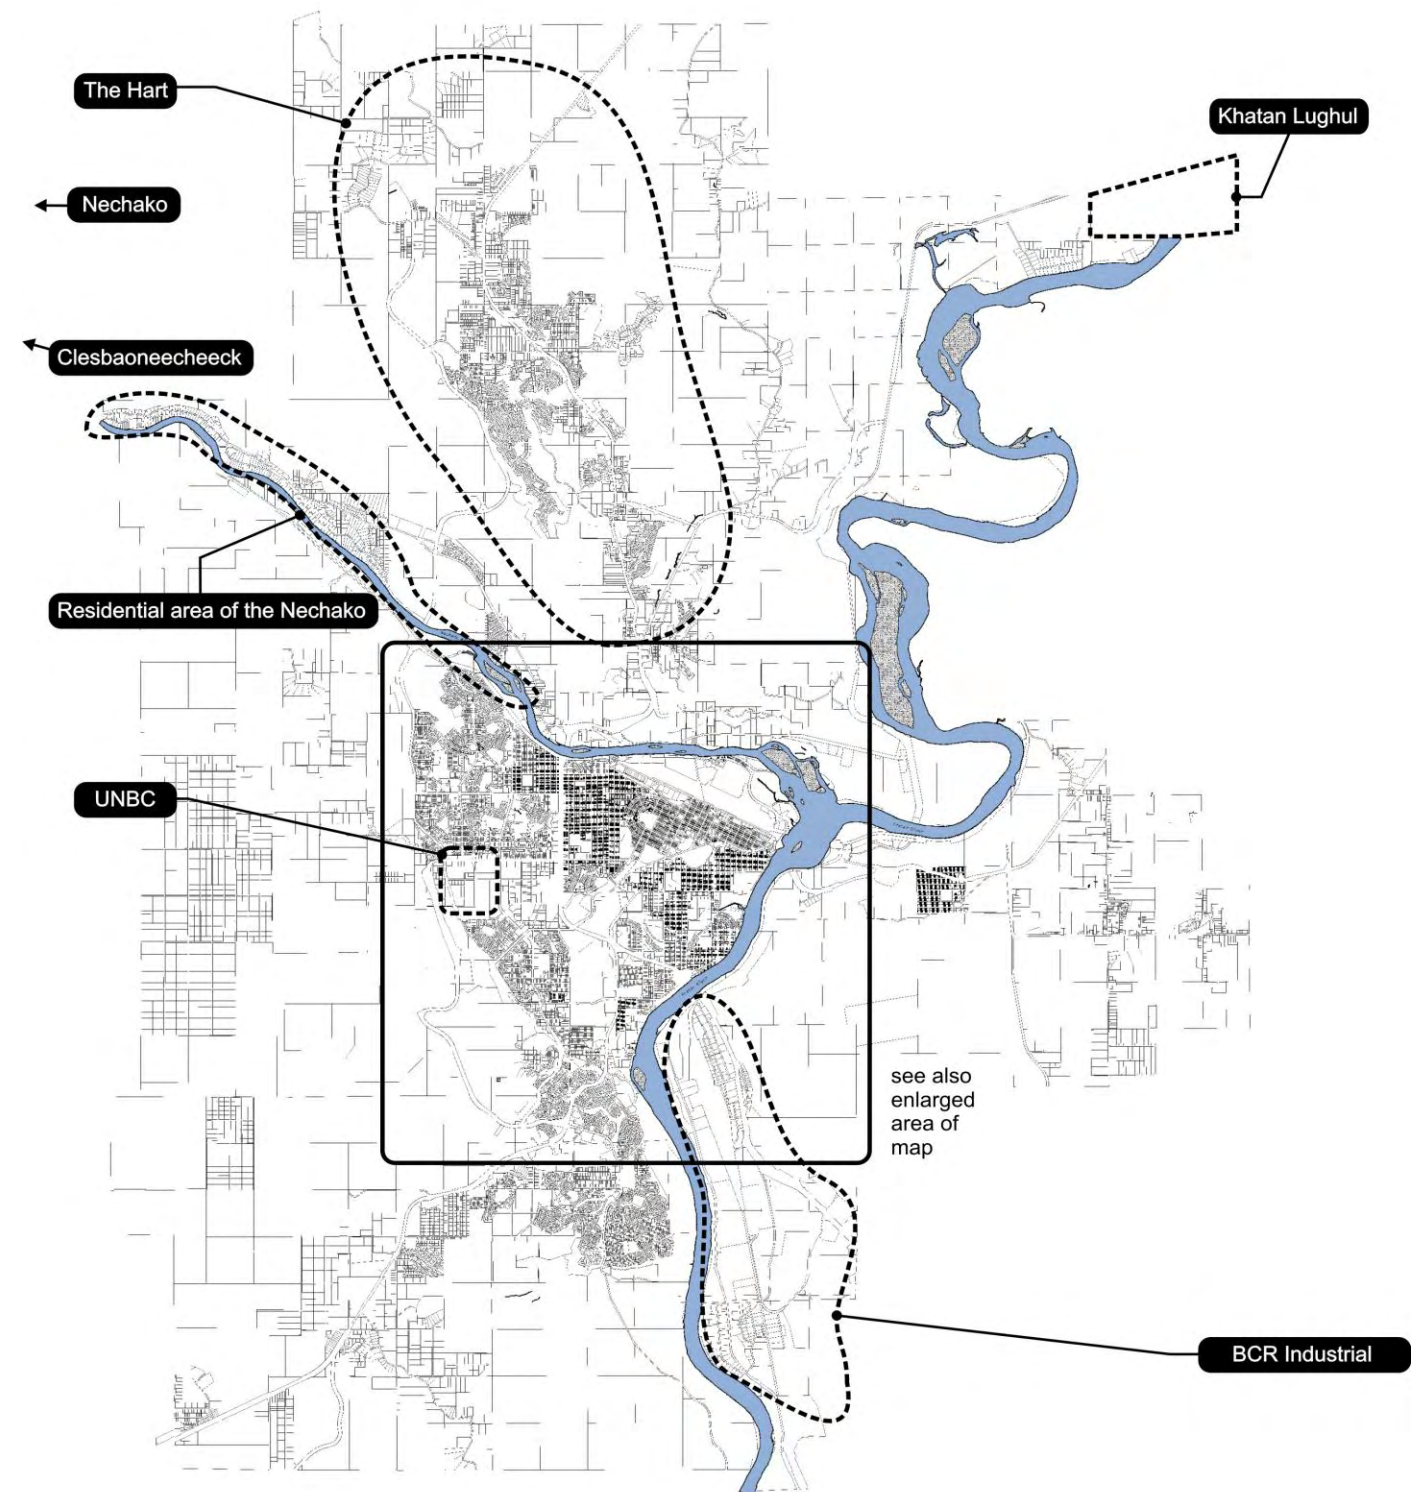 The Hart
Khatan Lughul
Nechako
Clesbaoneecheeck
Residential area of the Nechako
UNBC
see also
enlarged
area of
map
BCR Industrial